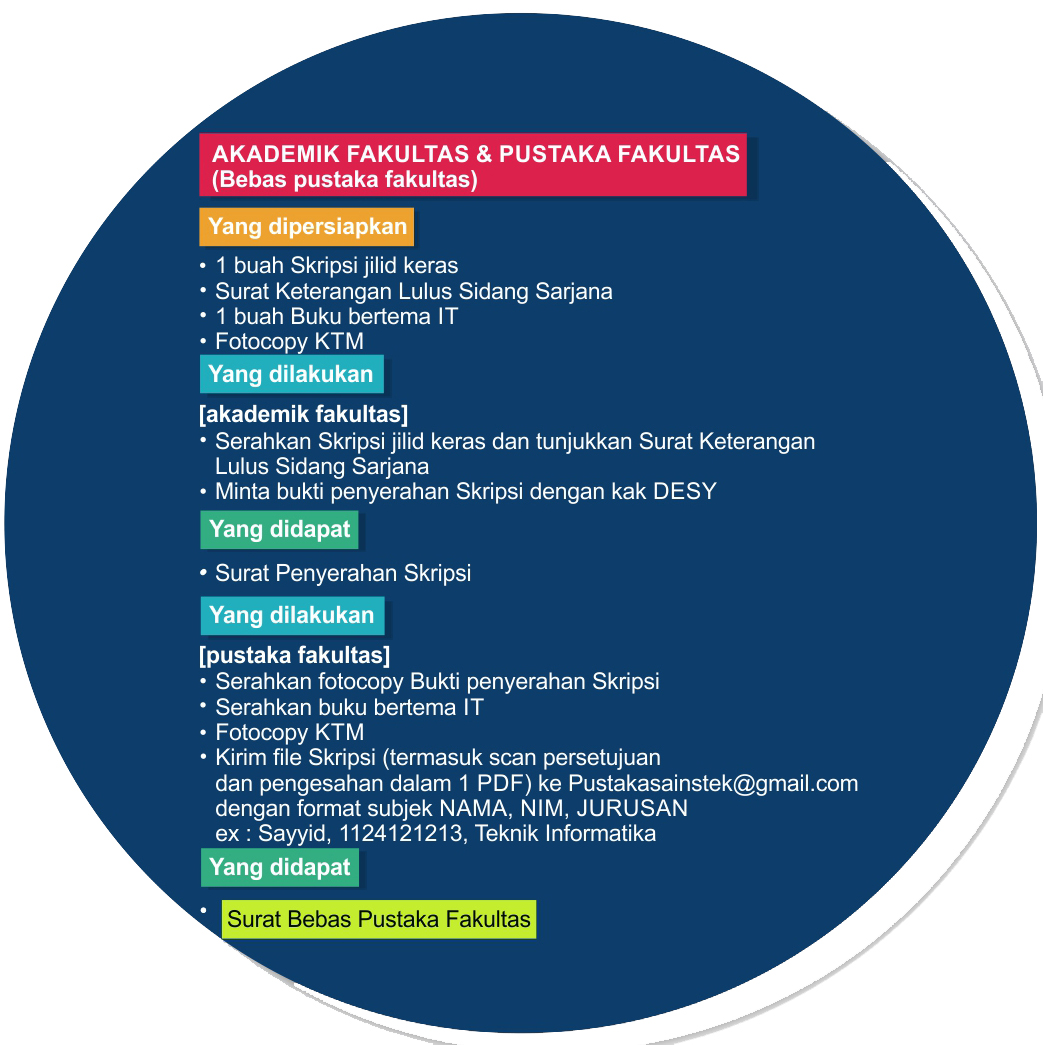 AKADEMIK FAKULTAS & PUSTAKA FAKULTAS
(Bebas pustaka fakultas)
Yang dipersiapkan
• 1 buah Skripsi jilid keras
• Surat Keterangan Lulus Sidang Sarjana
• 1 buah Buku bertema IT
• Fotocopy KTM
Yang dilakukan
[akademik fakultas]
• Serahkan Skripsi jilid keras dan tunjukkan Surat Keterangan
Lulus Sidang Sarjana
• Minta bukti penyerahan Skripsi dengan kak DESY
Yang didapat
• Surat Penyerahan Skripsi
Yang dilakukan
[pustaka fakultas]
• Serahkan fotocopy Bukti penyerahan Skripsi
• Serahkan buku bertema IT
• Fotocopy KTM
• Kirim file Skripsi (termasuk scan persetujuan
dan pengesahan dalam 1 PDF) ke Pustakasainstek@gmail.com
dengan format subjek NAMA, NIM, JURUSAN
ex : Sayyid, 1124121213, Teknik Informatika
Yang didapat
• Surat Bebas Pustaka Fakultas